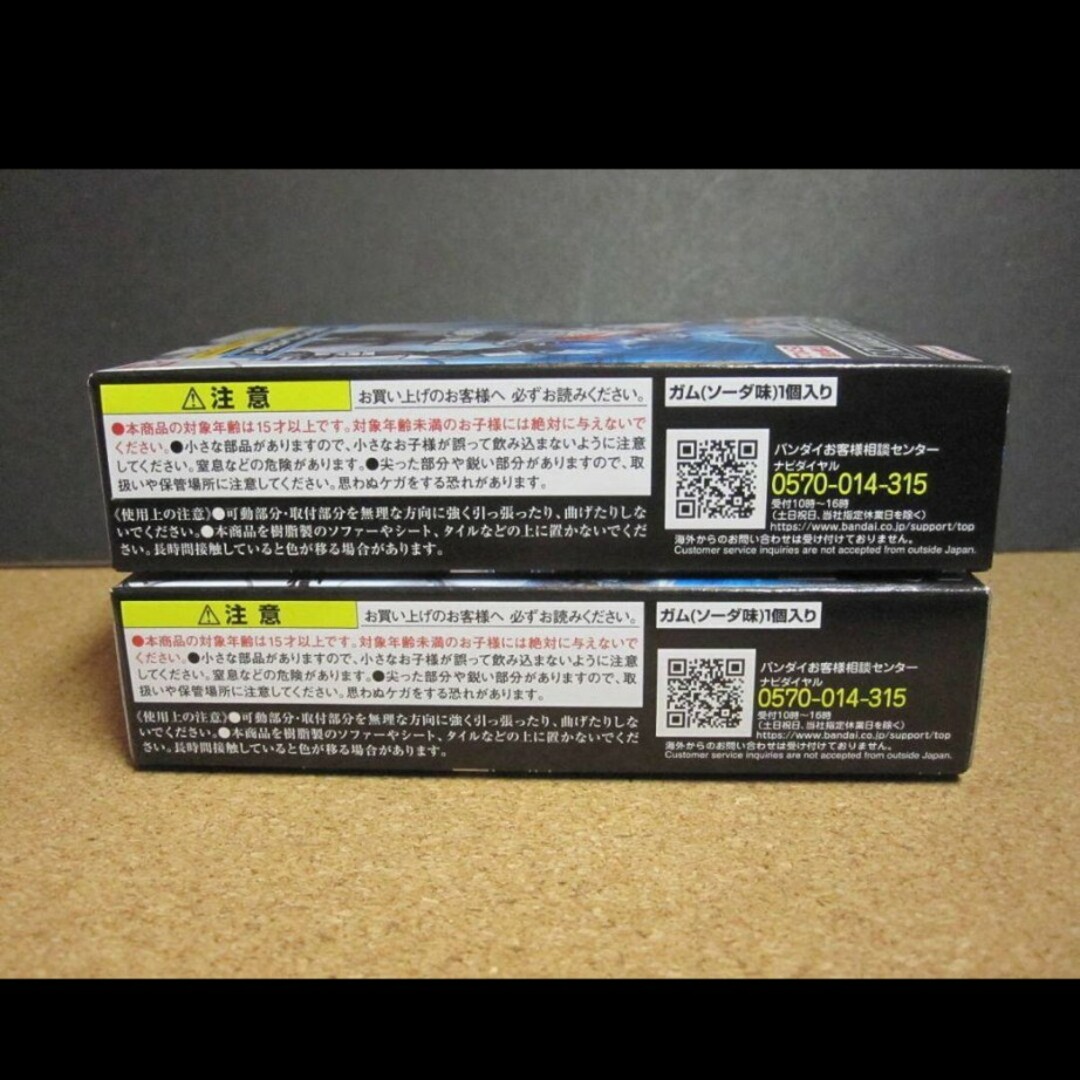 ⚠注意 お買い上げのお客様へ 必ずお読みください。
●本商品の対象年齢は15才以上です。対象年齢未満のお子様には絶対に与えないで
ください。●小さな部品がありますので、小さなお子様が誤って飲み込まないように注意
してください。窒息などの危険があります。●尖った部分や鋭い部分がありますので、取
扱いや保管場所に注意してください。思わぬケガをする恐れがあります。
《使用上の注意》●可動部分・取付部分を無理な方向に強く引っ張ったり、曲げたりしな
いでください。●本商品を樹脂製のソファーやシート、タイルなどの上に置かないでくだ
さい。長時間接触していると色が移る場合があります。
ガム(ソーダ味)1個入り
バンダイお客様相談センター
ナビダイヤル
0570-014-315
受付10時~16時
(土日祝日、当社指定休業日を除く)
https://www.bandai.co.jp/support/top
海外からのお問い合わせは受け付けておりません。
Customer service inquiries are not accepted from outside Japan.
⚠注意 お買い上げのお客様へ 必ずお読みください。
●本商品の対象年齢は15才以上です。対象年齢未満のお子様には絶対に与えないで
ください。●小さな部品がありますので、小さなお子様が誤って飲み込まないように注意
してください。窒息などの危険があります。●尖った部分や鋭い部分がありますので、取
扱いや保管場所に注意してください。思わぬケガをする恐れがあります。
《使用上の注意》●可動部分・取付部分を無理な方向に強く引っ張ったり、曲げたりしな
いでください。●本商品を樹脂製のソファーやシート、タイルなどの上に置かないでくだ
さい。長時間接触していると色が移る場合があります。
ガム(ソーダ味)1個入り
バンダイお客様相談センター
ナビダイヤル
0570-014-315
受付10時~16時
(土日祝日、当社指定休業日を除く)
https://www.bandai.co.jp/support/top
海外からのお問い合わせは受け付けておりません。
Customer service inquiries are not accepted from outside Japan.